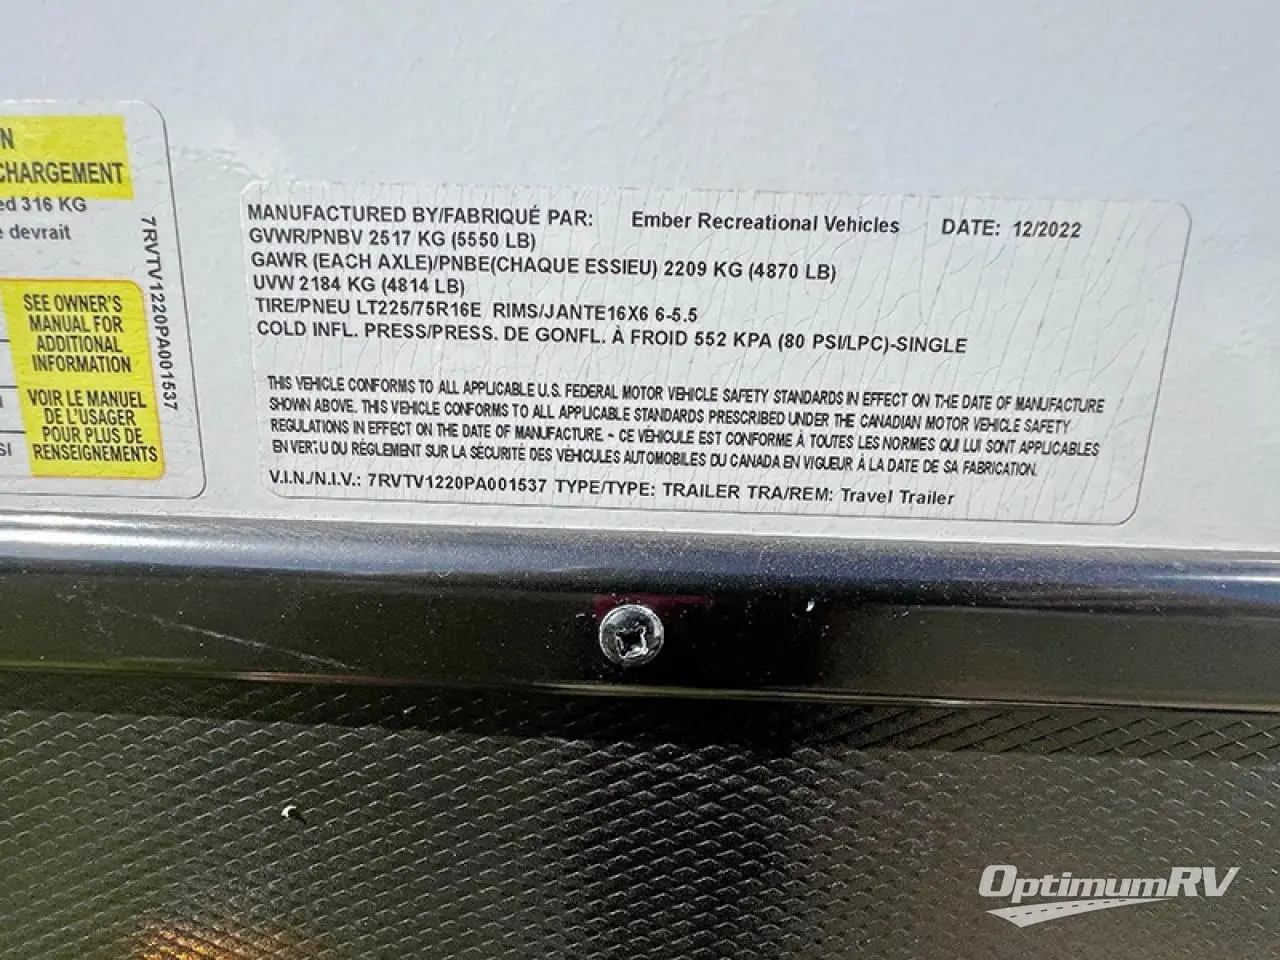 N
CHARGEMENT
ed 316 KG
e devrait
SEE OWNER'S
MANUAL FOR
ADDITIONAL
INFORMATION
VOIR LE MANUEL
DE L'USAGER
POUR PLUS DE
RENSEIGNEMENTS
SI
7RVTV1220PA001537
MANUFACTURED BY/FABRIQUÉ PAR: Ember Recreational Vehicles DATE: 12/2022
GVWR/PNBV 2517 KG (5550 LB)
GAWR (EACH AXLE)/PNBE(CHAQUE ESSIEU) 2209 KG (4870 LB)
UVW 2184 KG (4814 LB)
TIRE/PNEU LT225/75R16E RIMS/JANTE16X6 6-5.5
COLD INFL. PRESS/PRESS. DE GONFL. À FROID 552 KPA (80 PSI/LPC)-SINGLE
THIS VEHICLE CONFORMS TO ALL APPLICABLE U.S. FEDERAL MOTOR VEHICLE SAFETY STANDARDS IN EFFECT ON THE DATE OF MANUFACTURE
SHOWN ABOVE. THIS VEHICLE CONFORMS TO ALL APPLICABLE STANDARDS PRESCRIBED UNDER THE CANADIAN MOTOR VEHICLE SAFETY
REGULATIONS IN EFFECT ON THE DATE OF MANUFACTURE. - CE VÉHICULE EST CONFORME À TOUTES LES NORMES QUI LUI SONT APPLICABLES
EN VERTU DU RÉGLEMENT SUR LA SÉCURITÉ DES VÉHICULES AUTOMOBILES DU CANADA EN VIGUEUR À LA DATE DE SA FABRICATION.
V.I.N./N.I.V.: 7RVTV1220PA001537 TYPE/TYPE: TRAILER TRA/REM: Travel Trailer
OptimumRV